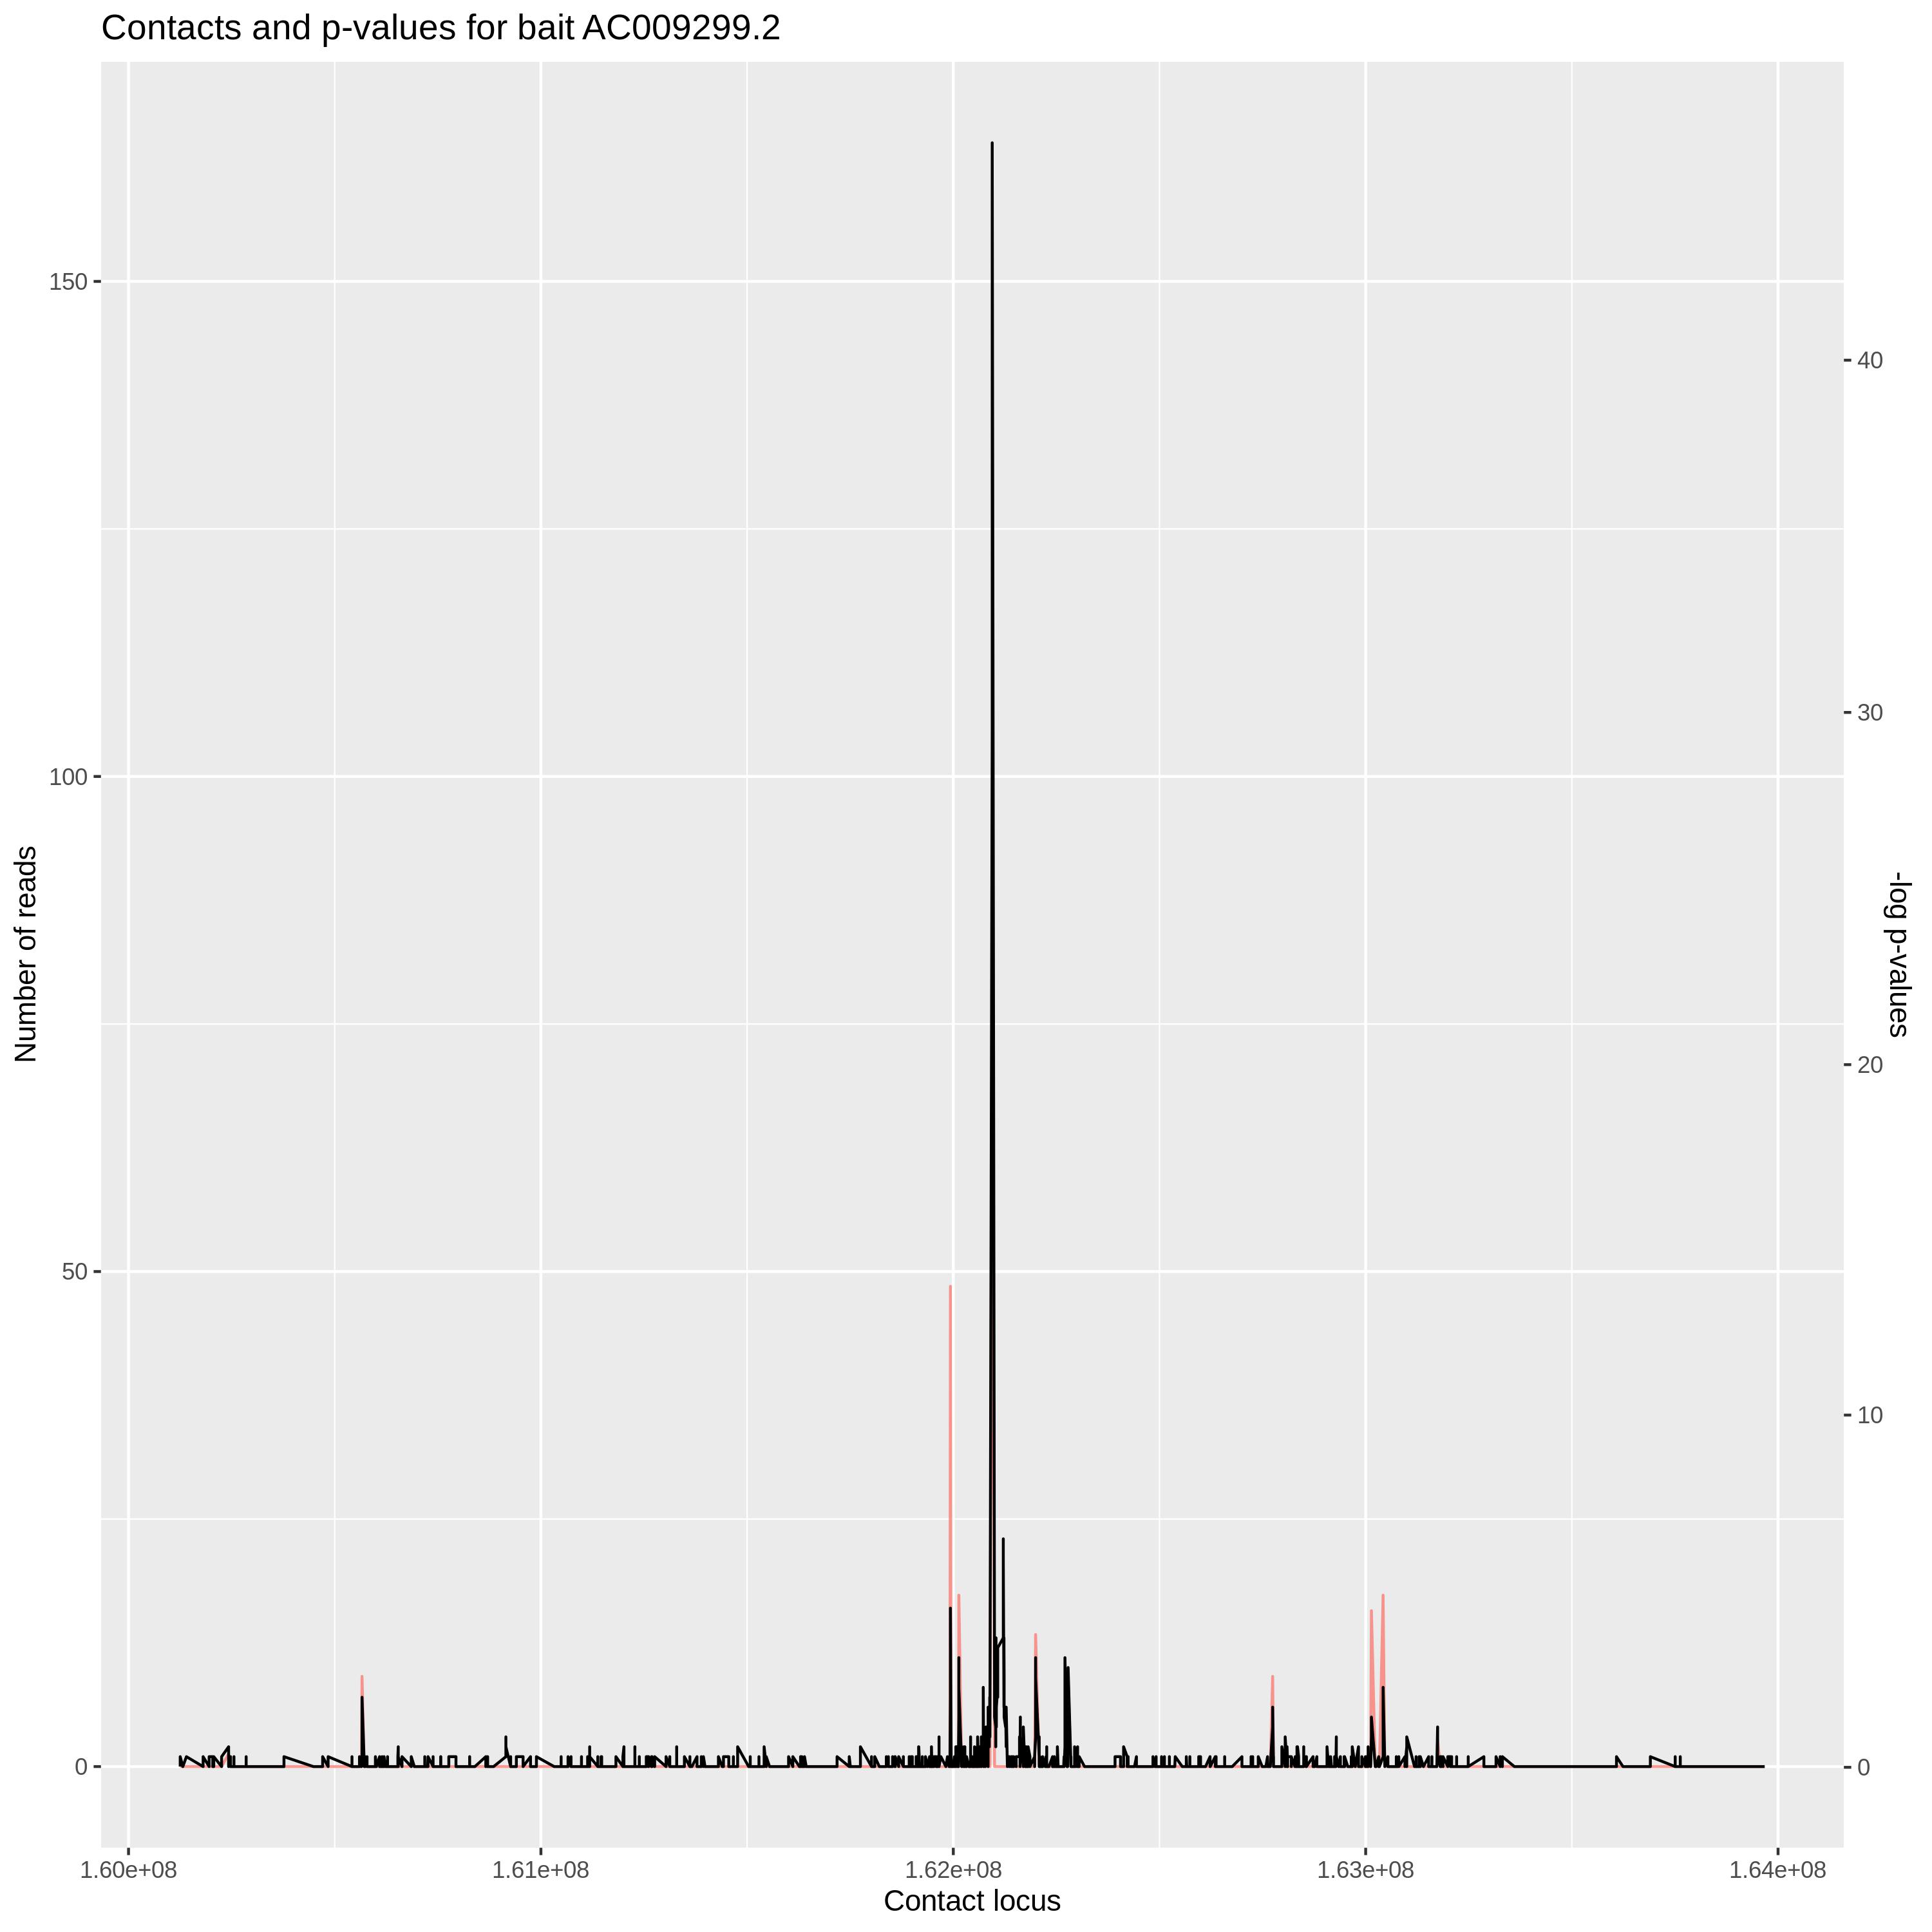 Contacts and p-values for bait AC009299.2
150
100
50
0
Number of reads
40
30
20
10
0
-log p-values
1.60e+08
1.61e+08
1.62e+08
1.63e+08
1.64e+08
Contact locus